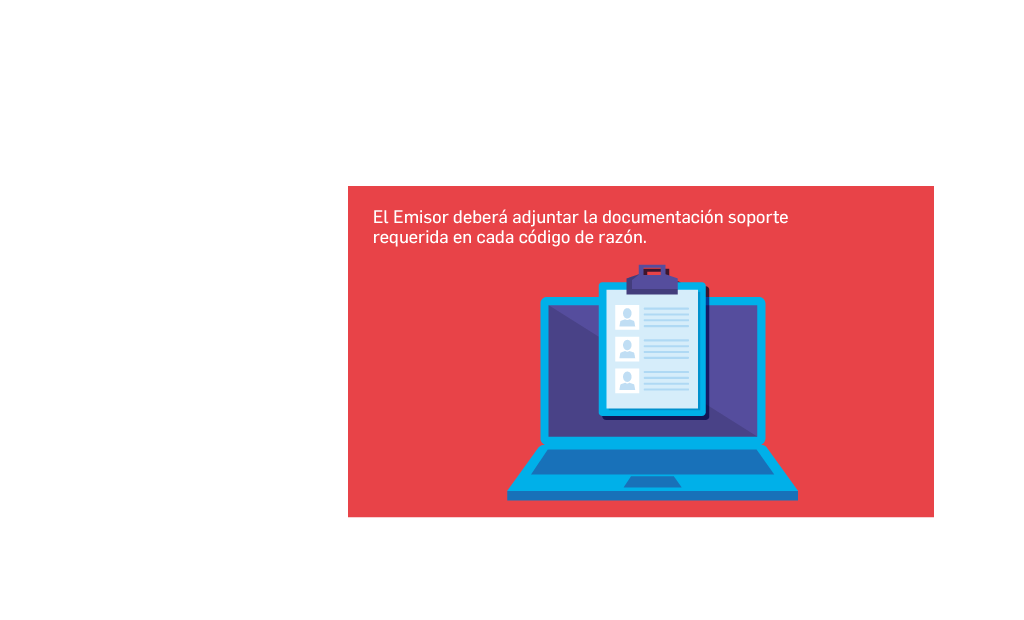 El Emisor deberá adjuntar la documentación soporte
requerida en cada código de razón.